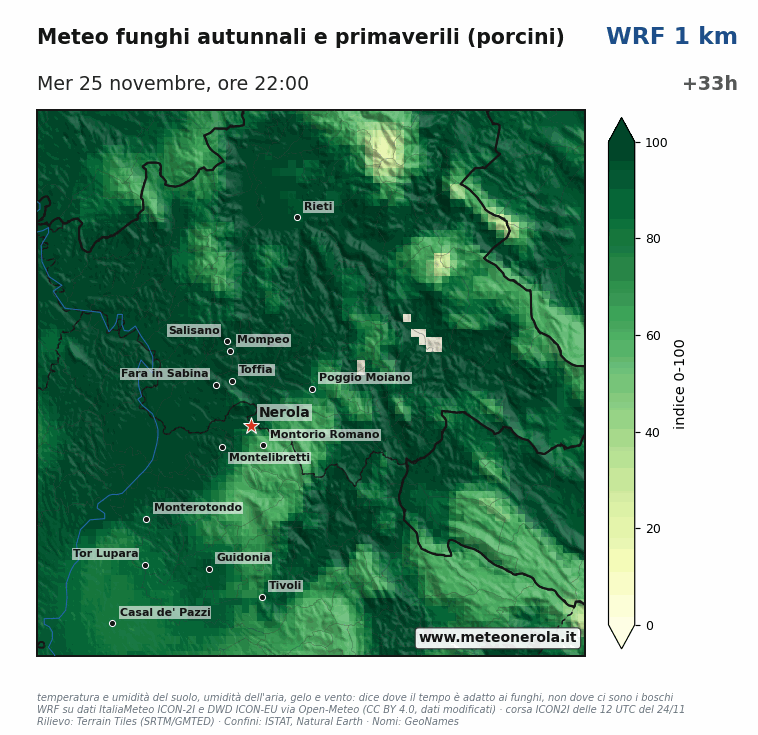 Meteo funghi autunnali e primaverili (porcini)
WRF 1 km
Mer 25 novembre, ore 22:00
+33h
Rieti
Salisano
Mompeo
Fara in Sabina
Toffia
Poggio Moiano
Nerola
Montorio Romano
Montelibretti
Monterotondo
Tor Lupara
Guidonia
Tivoli
Casal de' Pazzi
www.meteonerola.it
100
80
60
40
20
0
indice 0-100
temperatura e umidità del suolo, umidità dell'aria, gelo e vento: dice dove il tempo è adatto ai funghi, non dove ci sono i boschi
WRF su dati ItaliaMeteo ICON-2I e DWD ICON-EU via Open-Meteo (CC BY 4.0, dati modificati) · corsa ICON2I delle 12 UTC del 24/11
Rilievo: Terrain Tiles (SRTM/GMTED) · Confini: ISTAT, Natural Earth · Nomi: GeoNames